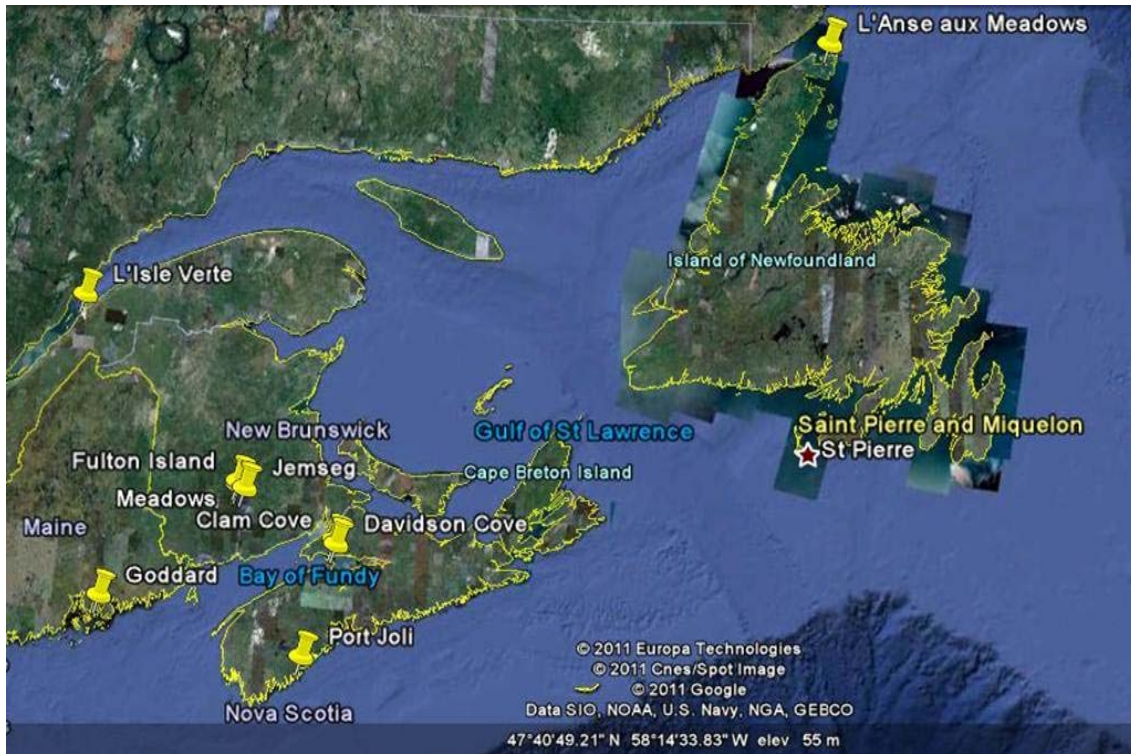 L'Anse aux Meadows
L'Isle Verte
Island of Newfoundland
Saint Pierre and Miquelon
New Brunswick
Gulf of St Lawrence
St Pierre
Fulton Island
Jemseg
Cape Breton Island
Meadows
Clam Cove
Davidson Cove
Maine
Goddard
Bay of Fundy
Port Joli
Nova Scotia
© 2011 Europa Technologies
© 2011 Cnes/Spot Image
© 2011 Google
Data SIO, NOAA, U.S. Navy, NGA, GEBCO
47°40'49.21" N 58°14'33.83" W elev 55 m